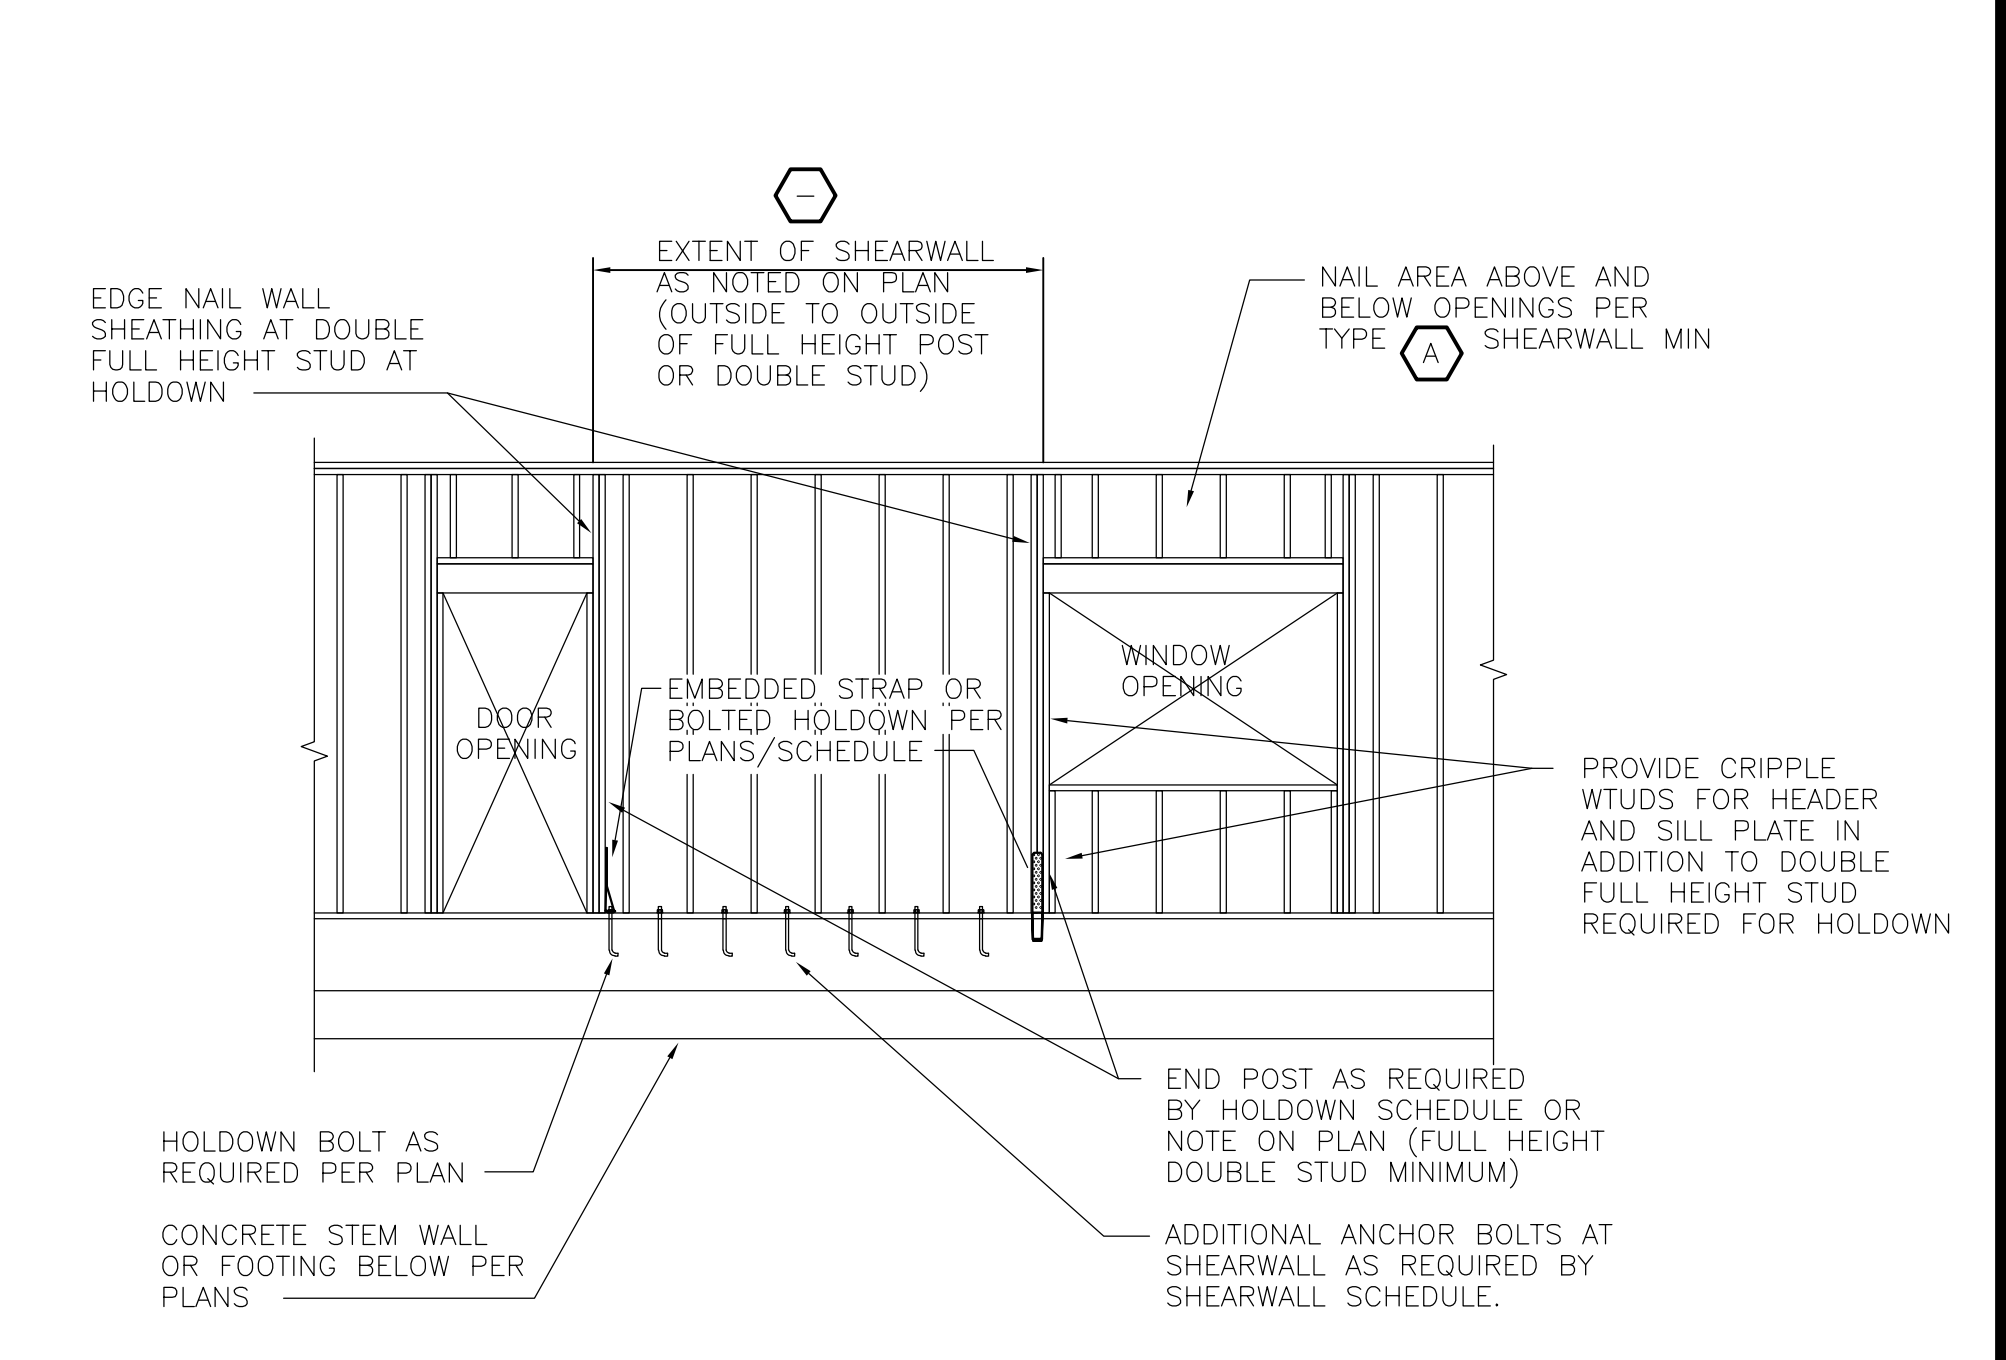 –
EXTENT OF SHEARWALL
AS NOTED ON PLAN
(OUTSIDE TO OUTSIDE
OF FULL HEIGHT POST
OR DOUBLE STUD)
EDGE NAIL WALL
SHEATHING AT DOUBLE
FULL HEIGHT STUD AT
HOLDOWN
NAIL AREA ABOVE AND
BELOW OPENINGS PER
TYPE A SHEARWALL MIN
WINDOW
OPENING
EMBEDDED STRAP OR
BOLTED HOLDOWN PER
PLANS/SCHEDULE
DOOR
OPENING
PROVIDE CRIPPLE
WTUDS FOR HEADER
AND SILL PLATE IN
ADDITION TO DOUBLE
FULL HEIGHT STUD
REQUIRED FOR HOLDOWN
END POST AS REQUIRED
BY HOLDOWN SCHEDULE OR
NOTE ON PLAN (FULL HEIGHT
DOUBLE STUD MINIMUM)
HOLDOWN BOLT AS
REQUIRED PER PLAN
CONCRETE STEM WALL
OR FOOTING BELOW PER
PLANS
ADDITIONAL ANCHOR BOLTS AT
SHEARWALL AS REQUIRED BY
SHEARWALL SCHEDULE.